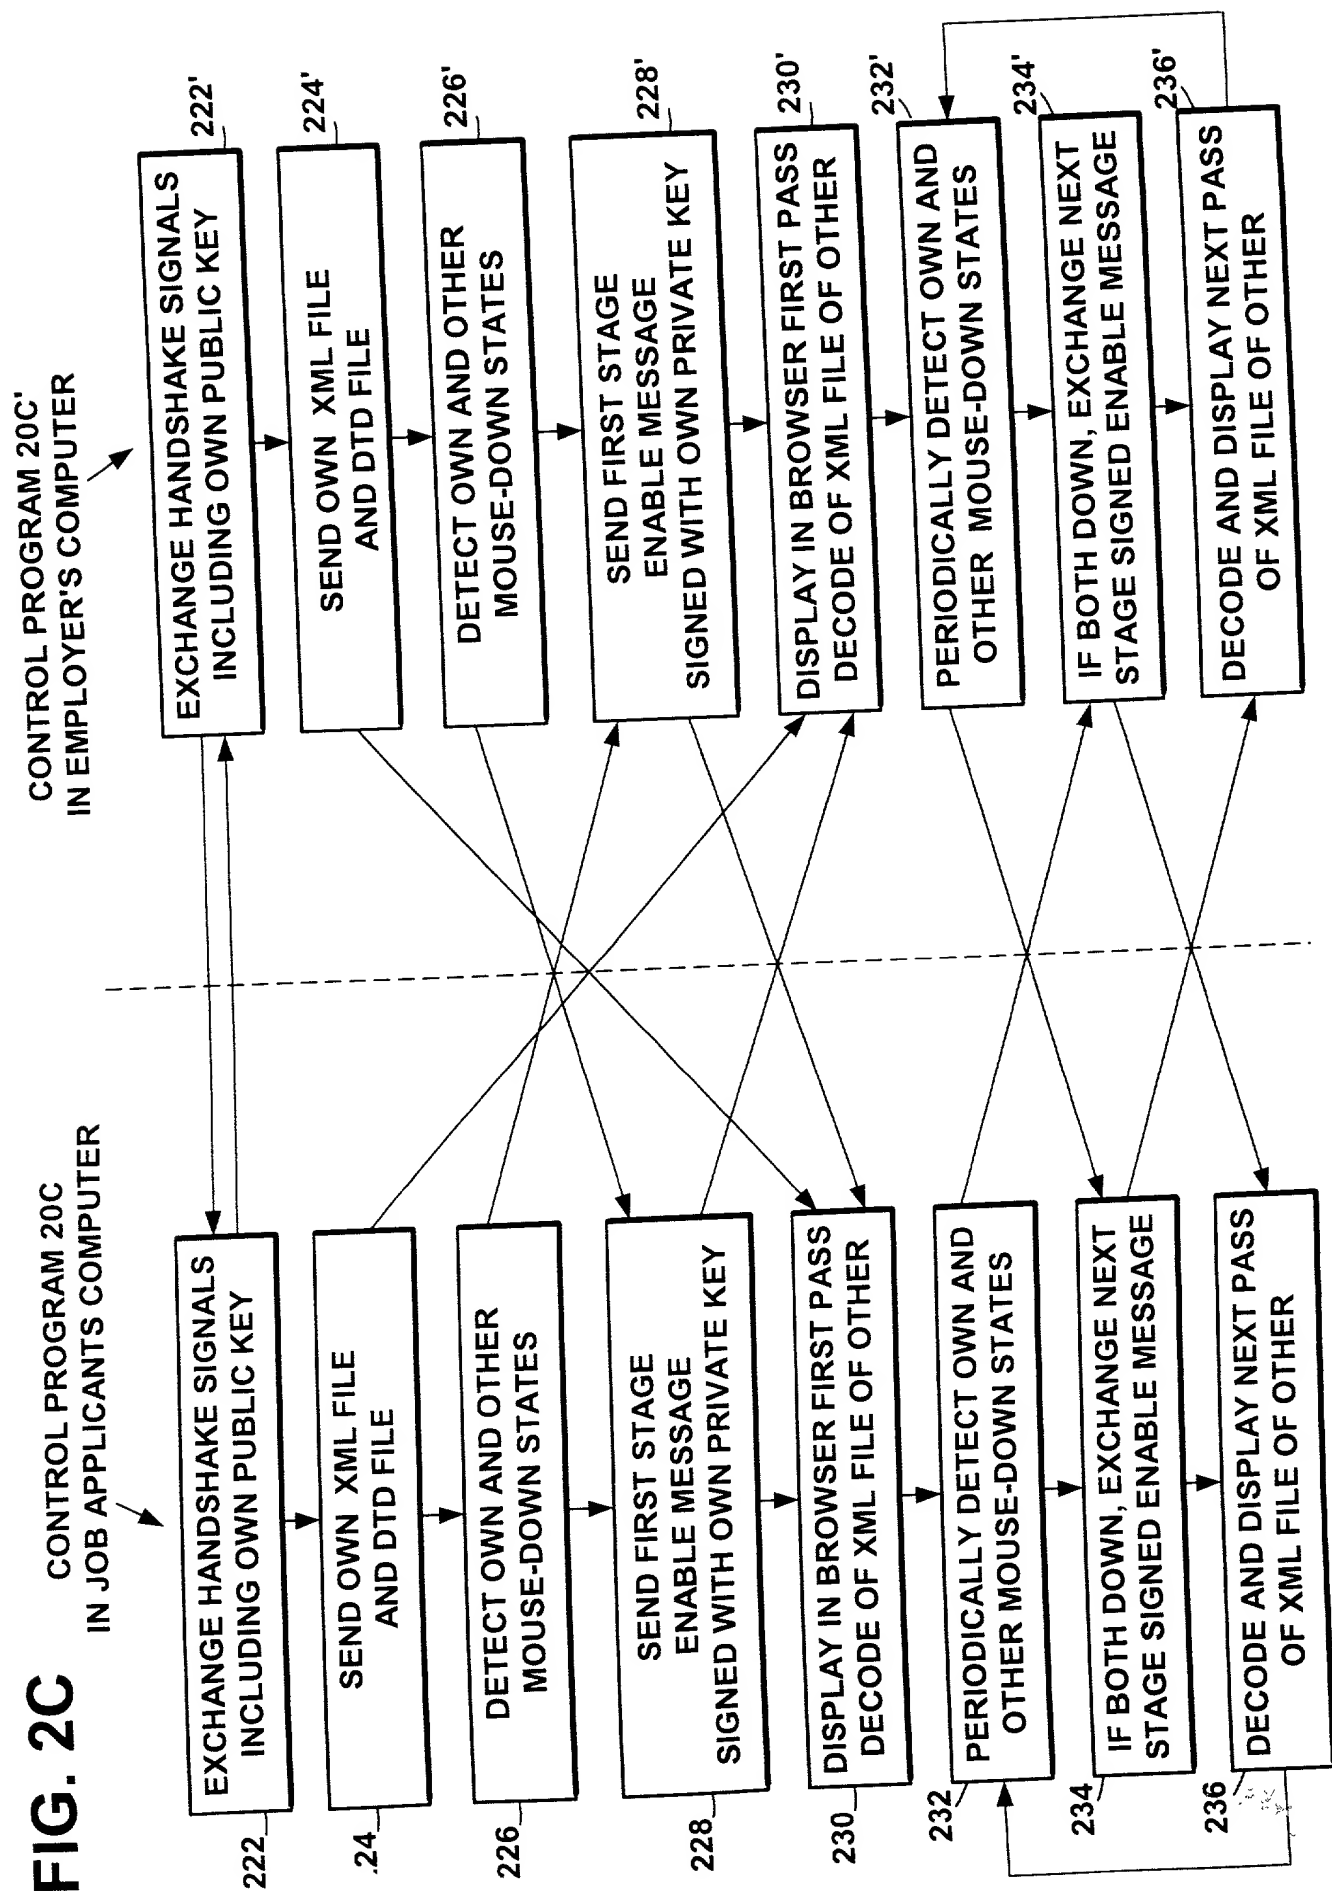 FIG. 2C
CONTROL PROGRAM 20C
IN JOB APPLICANTS COMPUTER
CONTROL PROGRAM 20C'
IN EMPLOYER'S COMPUTER
222
EXCHANGE HANDSHAKE SIGNALS
INCLUDING OWN PUBLIC KEY
.24
SEND OWN XML FILE
AND DTD FILE
226
DETECT OWN AND OTHER
MOUSE-DOWN STATES
228
SEND FIRST STAGE
ENABLE MESSAGE
SIGNED WITH OWN PRIVATE KEY
230
DISPLAY IN BROWSER FIRST PASS
DECODE OF XML FILE OF OTHER
232
PERIODICALLY DETECT OWN AND
OTHER MOUSE-DOWN STATES
234
IF BOTH DOWN, EXCHANGE NEXT
STAGE SIGNED ENABLE MESSAGE
236
DECODE AND DISPLAY NEXT PASS
OF XML FILE OF OTHER
222'
EXCHANGE HANDSHAKE SIGNALS
INCLUDING OWN PUBLIC KEY
224'
SEND OWN XML FILE
AND DTD FILE
226'
DETECT OWN AND OTHER
MOUSE-DOWN STATES
228'
SEND FIRST STAGE
ENABLE MESSAGE
SIGNED WITH OWN PRIVATE KEY
230'
DISPLAY IN BROWSER FIRST PASS
DECODE OF XML FILE OF OTHER
232'
PERIODICALLY DETECT OWN AND
OTHER MOUSE-DOWN STATES
234'
IF BOTH DOWN, EXCHANGE NEXT
STAGE SIGNED ENABLE MESSAGE
236'
DECODE AND DISPLAY NEXT PASS
OF XML FILE OF OTHER